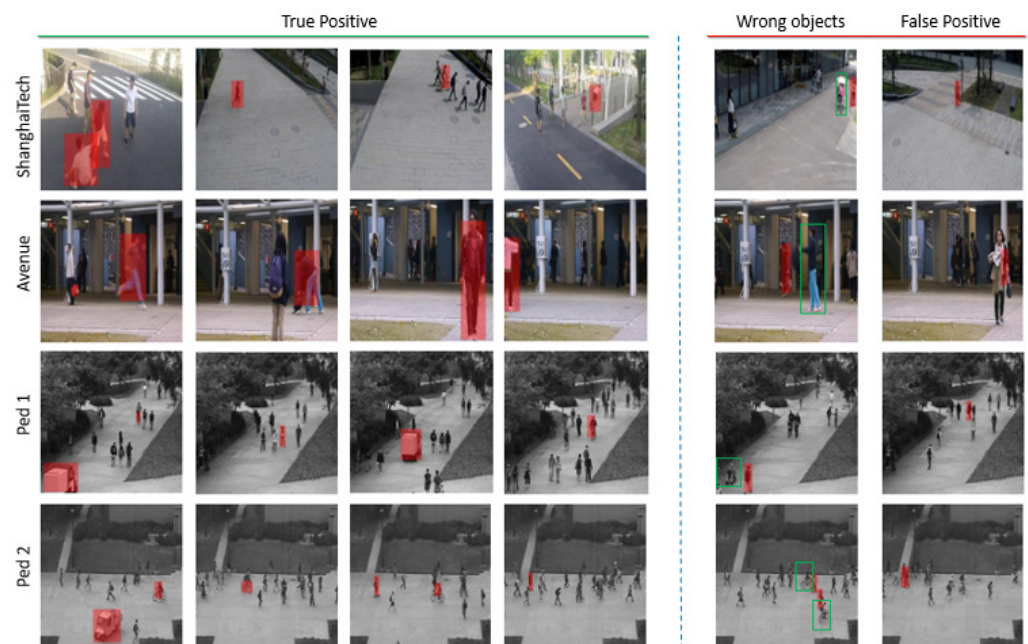 True Positive
Wrong objects
False Positive
ShanghaiTech
Avenue
Ped 1
Ped 2